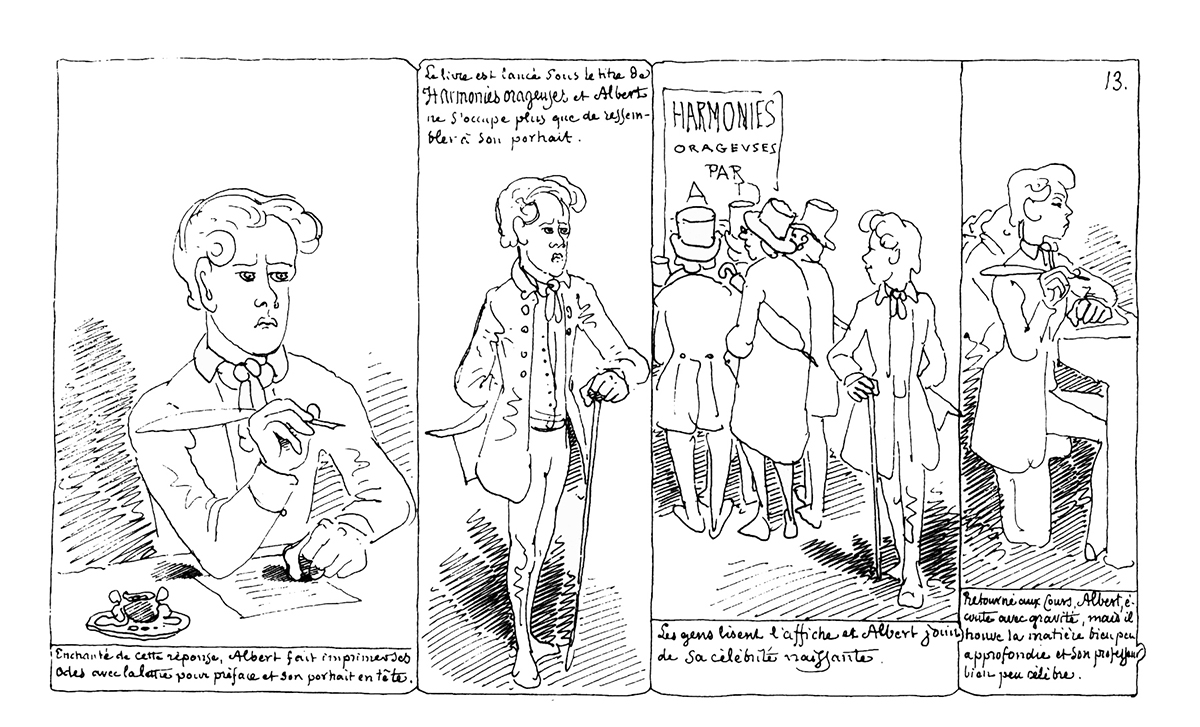 Enchanté de cette réponse, Albert fait imprimer ses
odes avec la lettre pour préface et son portrait en tête.
Le livre est lancé sous le titre de
Harmonies orageuses et Albert
ne s'occupe plus que de ressem-
bler à son portrait.
HARMONIES
ORAGEUSES
PAR
A
Les gens lisent l'affiche et Albert jouit
de sa célébrité naissante.
13.
Retourné aux Cours, Albert, é-
coute avec gravité, mais il
trouve la matière bien peu
approfondie et son professeur
bien peu célèbre.